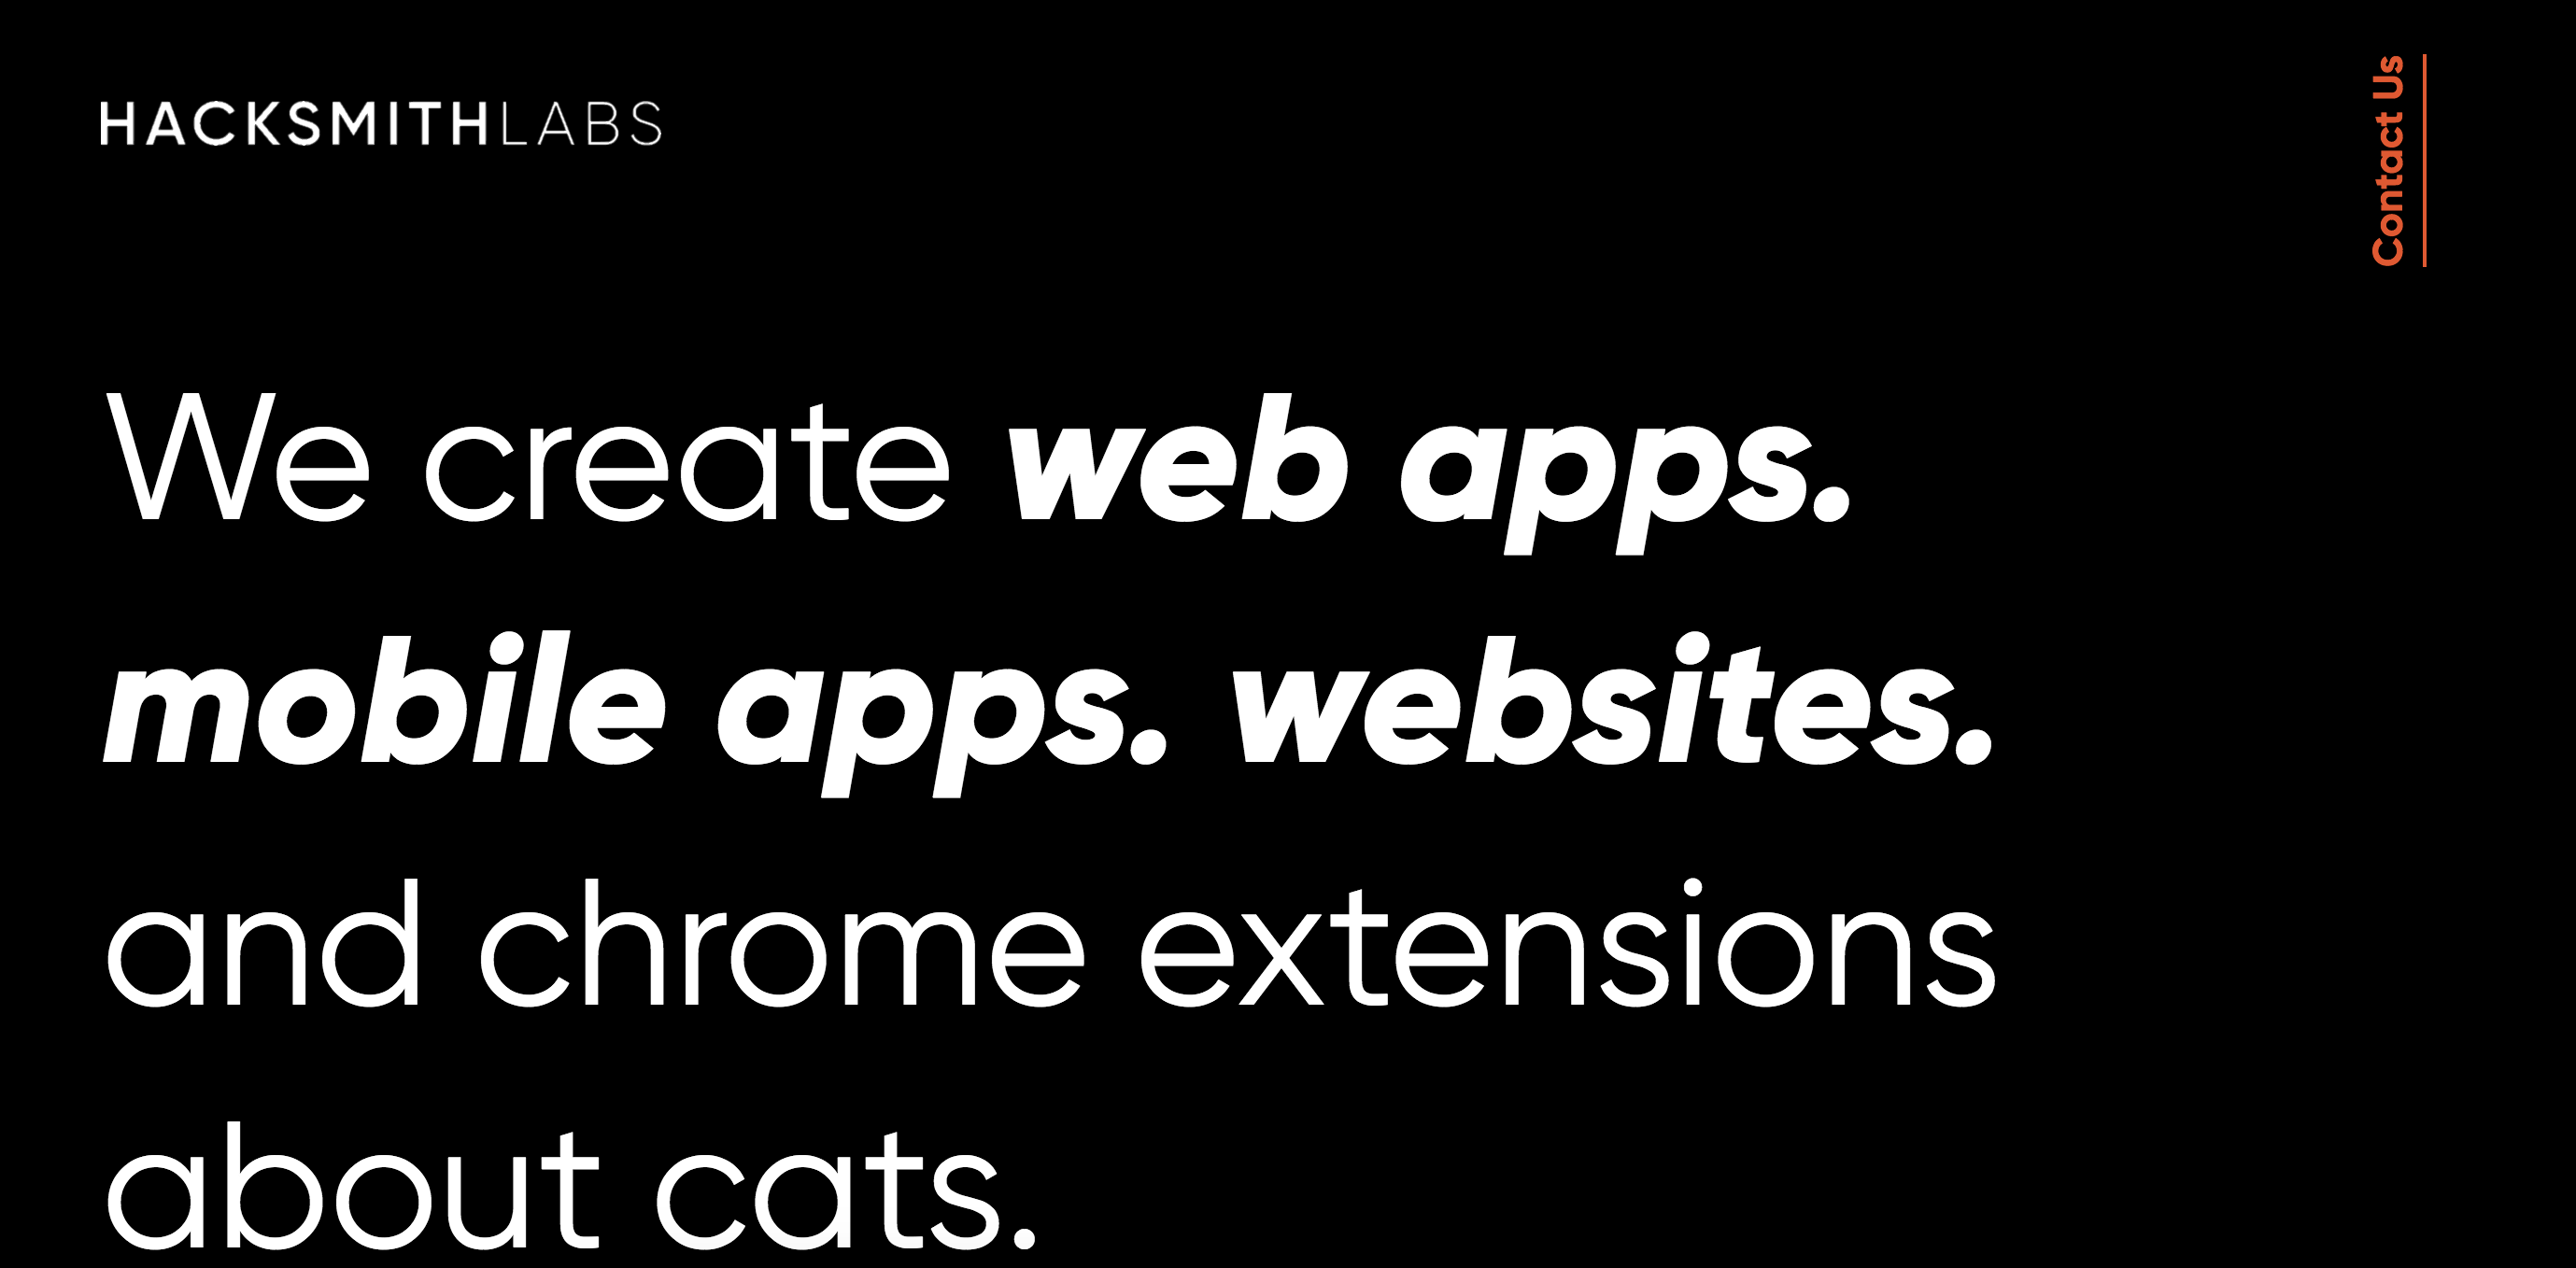 HACKSMITHLABS
Contact Us
We create web apps.
mobile apps. websites.
and chrome extensions
about cats.